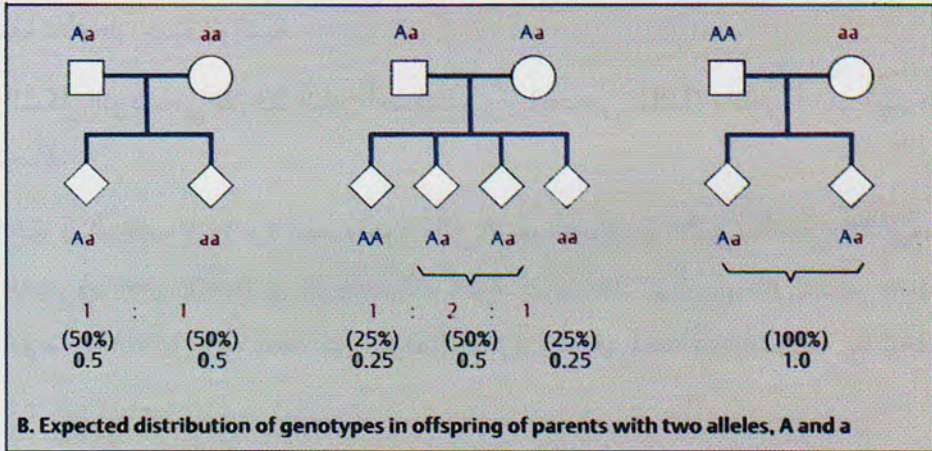 Aa aa Aa Aa AA aa
Aa aa AA Aa Aa aa Aa Aa
1 : 1 1 : 2 : 1
(50%) (50%) (25%) (50%) (25%) (100%)
0.5 0.5 0.25 0.5 0.25 1.0
B. Expected distribution of genotypes in offspring of parents with two alleles, A and a